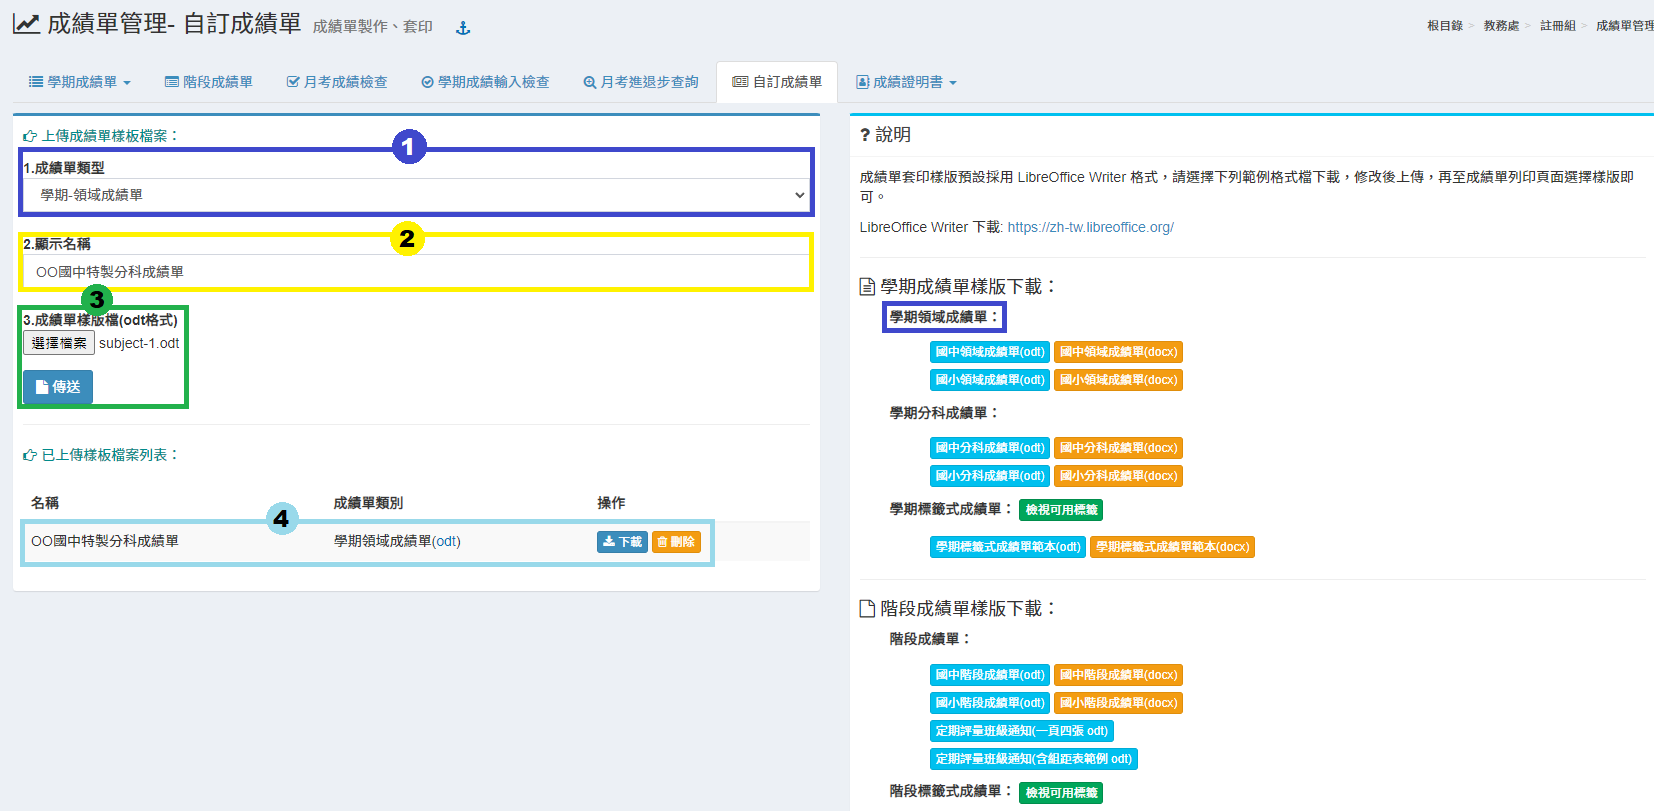 成績單管理- 自訂成績單 成績單製作、套印
根目錄 > 教務處 > 註冊組 > 成績單管理
學期成績單 階段成績單 月考成績檢查 學期成績輸入檢查 月考進退步查詢 自訂成績單 成績證明書
上傳成績單樣板檔案：
1
1.成績單類型
學期-領域成績單
2
2.顯示名稱
OO國中特製分科成績單
3
3.成績單樣版檔(odt格式)
選擇檔案 subject-1.odt
傳送
已上傳樣板檔案列表：
名稱 成績單類別 操作
4
OO國中特製分科成績單 學期領域成績單(odt) 下載 刪除
? 說明
成績單套印樣版預設採用 LibreOffice Writer 格式，請選擇下列範例格式檔下載，修改後上傳，再至成績單列印頁面選擇樣版即
可。
LibreOffice Writer 下載: https://zh-tw.libreoffice.org/
學期成績單樣版下載：
學期領域成績單：
國中領域成績單(odt) 國中領域成績單(docx)
國小領域成績單(odt) 國小領域成績單(docx)
學期分科成績單：
國中分科成績單(odt) 國中分科成績單(docx)
國小分科成績單(odt) 國小分科成績單(docx)
學期標籤式成績單： 檢視可用標籤
學期標籤式成績單範本(odt) 學期標籤式成績單範本(docx)
階段成績單樣版下載：
階段成績單：
國中階段成績單(odt) 國中階段成績單(docx)
國小階段成績單(odt) 國小階段成績單(docx)
定期評量班級通知(一頁四張 odt)
定期評量班級通知(含組距表範例 odt)
階段標籤式成績單： 檢視可用標籤